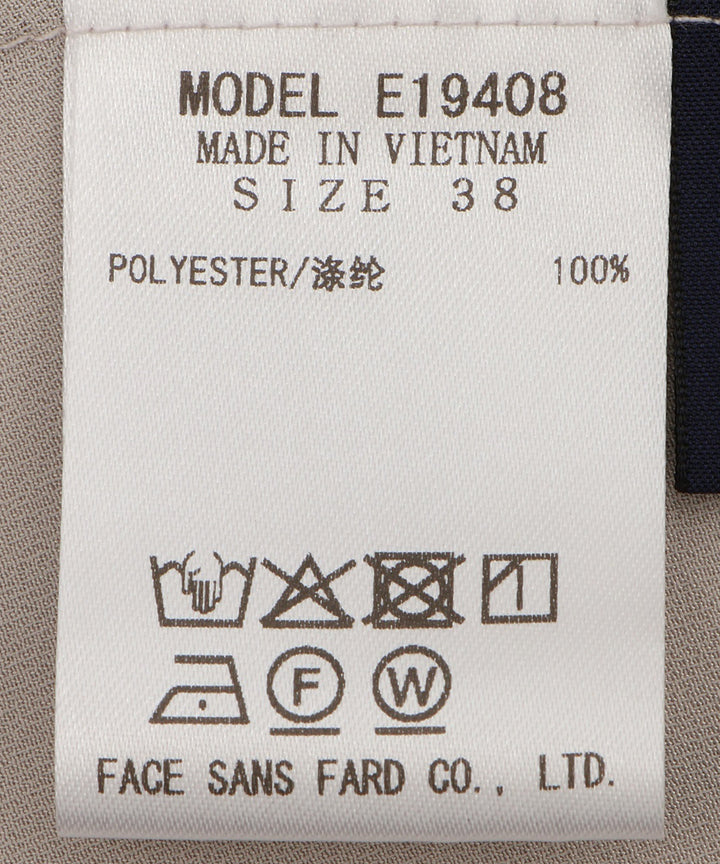 MODEL E19408
MADE IN VIETNAM
SIZE 38
POLYESTER/涤纶 100%
F W
FACE SANS FARD CO., LTD.